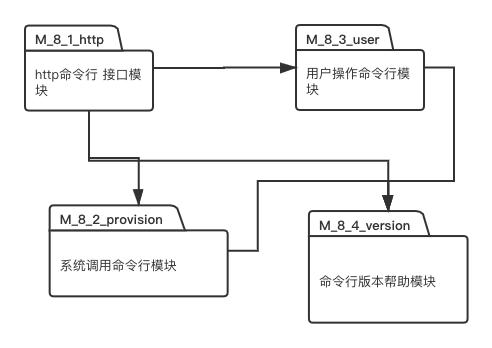 M_8_1_http
http命令行 接口模
块
M_8_3_user
用户操作命令行模
块
M_8_2_provision
系统调用命令行模块
M_8_4_version
命令行版本帮助模块